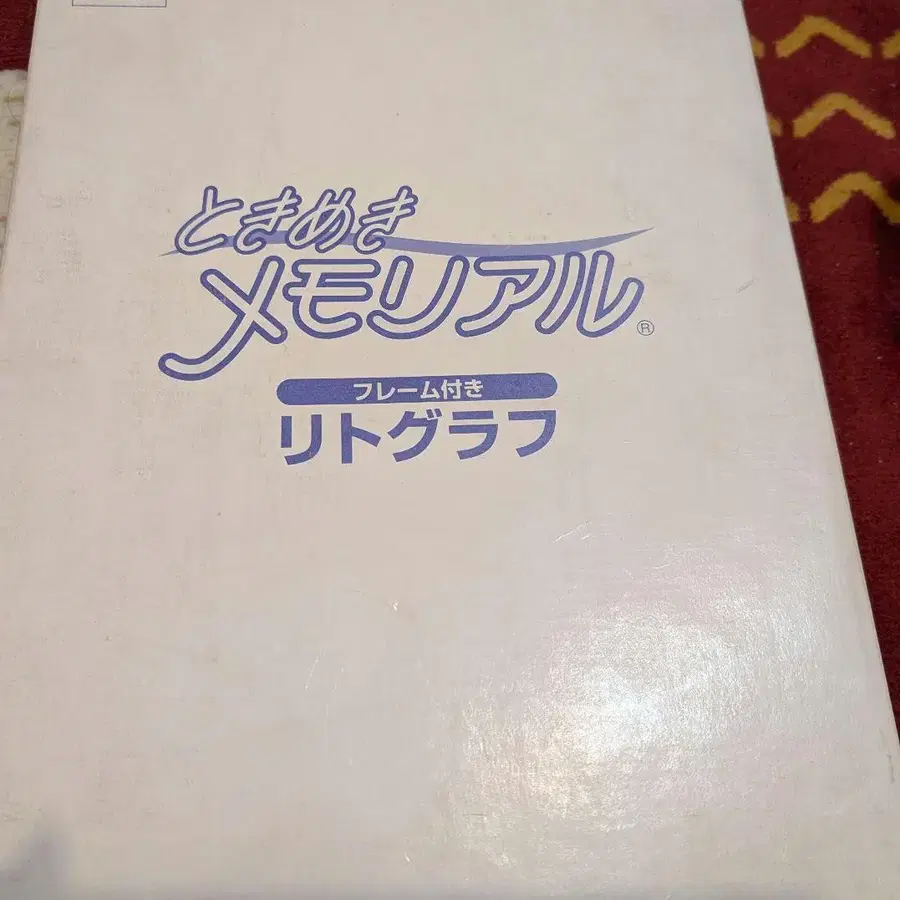 ときめき
メモリアル®
フレーム付き
リトグラフ